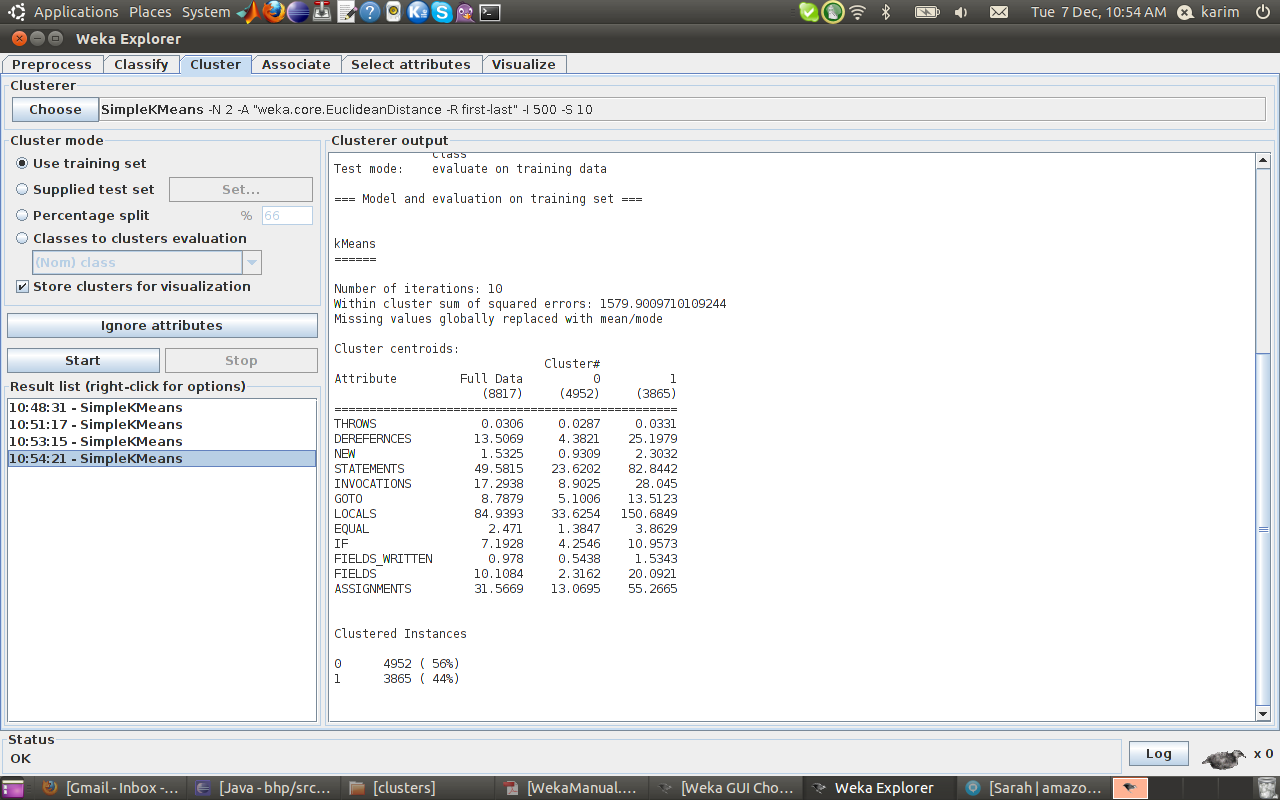 Applications Places System Tue 7 Dec, 10:54 AM karim
Weka Explorer
Preprocess Classify Cluster Associate Select attributes Visualize
Clusterer
Choose SimpleKMeans -N 2 -A "weka.core.EuclideanDistance -R first-last" -I 500 -S 10
Cluster mode
Use training set
Supplied test set Set...
Percentage split % 66
Classes to clusters evaluation
(Nom) class
Store clusters for visualization
Ignore attributes
Start Stop
Result list (right-click for options)
10:48:31 - SimpleKMeans
10:51:17 - SimpleKMeans
10:53:15 - SimpleKMeans
10:54:21 - SimpleKMeans
Clusterer output
class
Test mode: evaluate on training data
=== Model and evaluation on training set ===
kMeans
======
Number of iterations: 10
Within cluster sum of squared errors: 1579.9009710109244
Missing values globally replaced with mean/mode
Cluster centroids:
Cluster#
Attribute Full Data 0 1
(8817) (4952) (3865)
=================================================
THROWS 0.0306 0.0287 0.0331
DEREFERNCES 13.5069 4.3821 25.1979
NEW 1.5325 0.9309 2.3032
STATEMENTS 49.5815 23.6202 82.8442
INVOCATIONS 17.2938 8.9025 28.045
GOTO 8.7879 5.1006 13.5123
LOCALS 84.9393 33.6254 150.6849
EQUAL 2.471 1.3847 3.8629
IF 7.1928 4.2546 10.9573
FIELDS_WRITTEN 0.978 0.5438 1.5343
FIELDS 10.1084 2.3162 20.0921
ASSIGNMENTS 31.5669 13.0695 55.2665
Clustered Instances
0 4952 ( 56%)
1 3865 ( 44%)
Status
OK
Log x 0
[Gmail - Inbox -... [Java - bhp/src... [clusters] [WekaManual.... [Weka GUI Cho... Weka Explorer [Sarah | amazo...